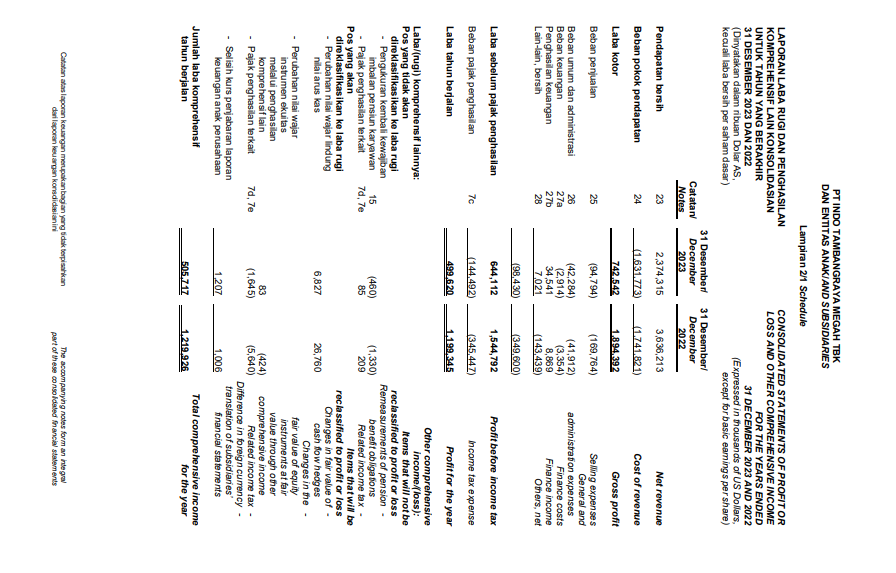 PT INDO TAMBANGRAYA MEGAH TBK
DAN ENTITAS ANAK/AND SUBSIDIARIES
Lampiran 2/1 Schedule
LAPORAN LABA RUGI DAN PENGHASILAN KOMPREHENSIF LAIN KONSOLIDASIAN
UNTUK TAHUN YANG BERAKHIR
31 DESEMBER 2023 DAN 2022
(Dinyatakan dalam ribuan Dolar AS,
kecuali laba bersih per saham dasar)
CONSOLIDATED STATEMENTS OF PROFIT OR
LOSS AND OTHER COMPREHENSIVE INCOME
FOR THE YEARS ENDED
31 DECEMBER 2023 AND 2022
(Expressed in thousands of US Dollars,
except for basic earnings per share)
Catatan/ Notes
31 Desember/ December 2023
31 Desember/ December 2022
Pendapatan bersih 23 2,374,315 3,636,213 Net revenue
Beban pokok pendapatan 24 (1,631,773) (1,741,821) Cost of revenue
Laba kotor 742,542 1,894,392 Gross profit
Beban penjualan 25 (94,794) (169,764) Selling expenses
Beban umum dan administrasi 26 (42,284) (41,912) General and administration expenses
Beban keuangan 27a (2,914) (3,354) Finance costs
Penghasilan keuangan 27b 34,541 8,869 Finance income
Lain-lain, bersih 28 7,021 (143,439) Others, net
(98,430) (349,600)
Laba sebelum pajak penghasilan 644,112 1,544,792 Profit before income tax
Beban pajak penghasilan 7c (144,492) (345,447) Income tax expense
Laba tahun berjalan 499,620 1,199,345 Profit for the year
Laba/(rugi) komprehensif lainnya: Other comprehensive income/(loss):
Pos yang tidak akan direklasifikasikan ke laba rugi Items that will not be reclassified to profit or loss
- Pengukuran kembali kewajiban imbalan pensiun karyawan 15 (460) (1,330) Remeasurements of pension - benefit obligations
- Pajak penghasilan terkait 7d, 7e 85 209 Related income tax -
Pos yang akan direklasifikasikan ke laba rugi Items that will be reclassified to profit or loss
- Perubahan nilai wajar lindung nilai arus kas 6,827 26,760 Changes in fair value of - cash flow hedges
- Perubahan nilai wajar instrumen ekuitas melalui penghasilan komprehensif lain 83 (424) Changes in the - fair value of equity instruments at fair value through other comprehensive income
- Pajak penghasilan terkait 7d, 7e (1,645) (5,640) Related income tax -
- Selisih kurs penjabaran laporan keuangan anak perusahaan 1,207 1,006 Difference in foreign currency - translation of subsidiaries' financial statements
Jumlah laba komprehensif tahun berjalan 505,717 1,219,926 Total comprehensive income for the year
Catatan atas laporan keuangan merupakan bagian yang tidak terpisahkan
dari laporan keuangan konsolidasian ini
The accompanying notes form an integral
part of these consolidated financial statements